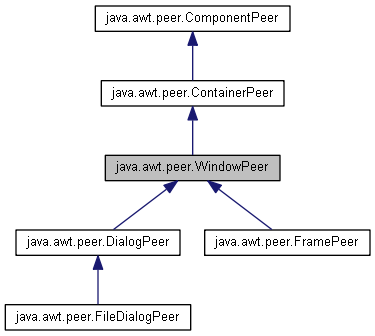 java.awt.peer.ComponentPeer
java.awt.peer.ContainerPeer
java.awt.peer.WindowPeer
java.awt.peer.DialogPeer
java.awt.peer.FramePeer
java.awt.peer.FileDialogPeer